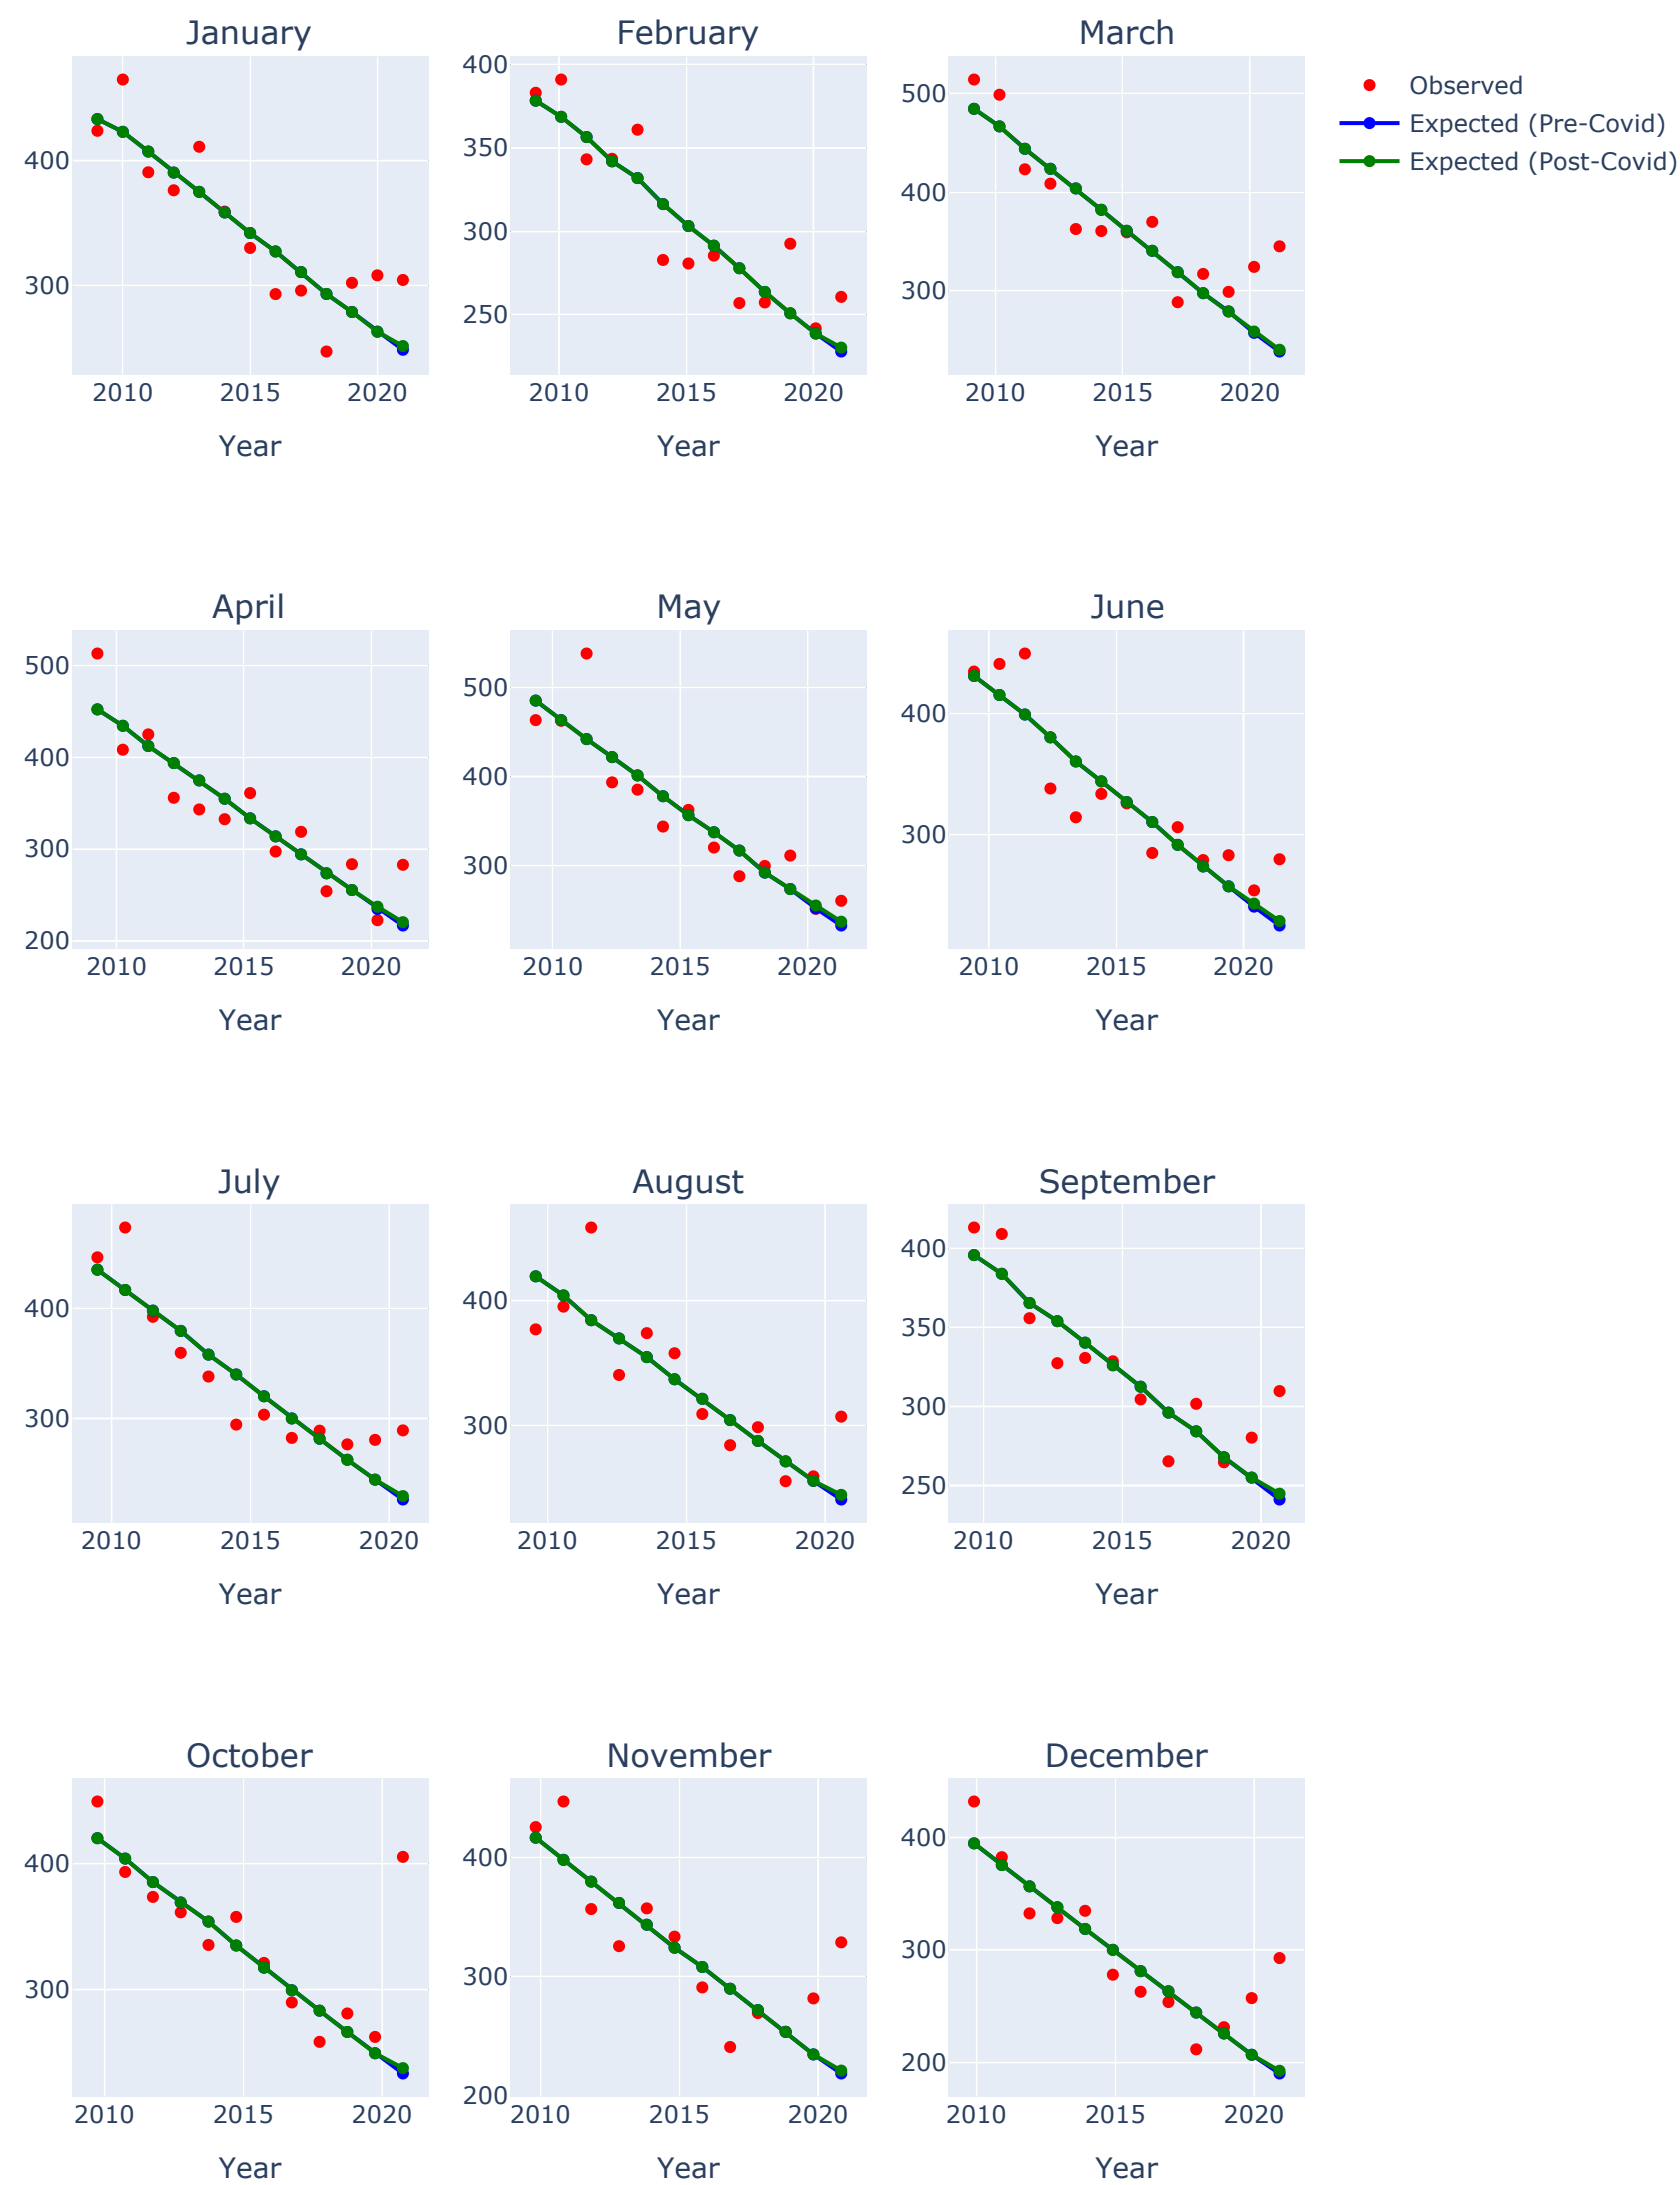 January
February
March
Observed
Expected (Pre-Covid)
Expected (Post-Covid)
400
300
2010
2015
2020
Year
400
350
300
250
2010
2015
2020
Year
500
400
300
2010
2015
2020
Year
April
May
June
500
400
300
200
2010
2015
2020
Year
500
400
300
2010
2015
2020
Year
400
300
2010
2015
2020
Year
July
August
September
400
300
2010
2015
2020
Year
400
300
2010
2015
2020
Year
400
350
300
250
2010
2015
2020
Year
October
November
December
400
300
2010
2015
2020
Year
400
300
200
2010
2015
2020
Year
400
300
200
2010
2015
2020
Year